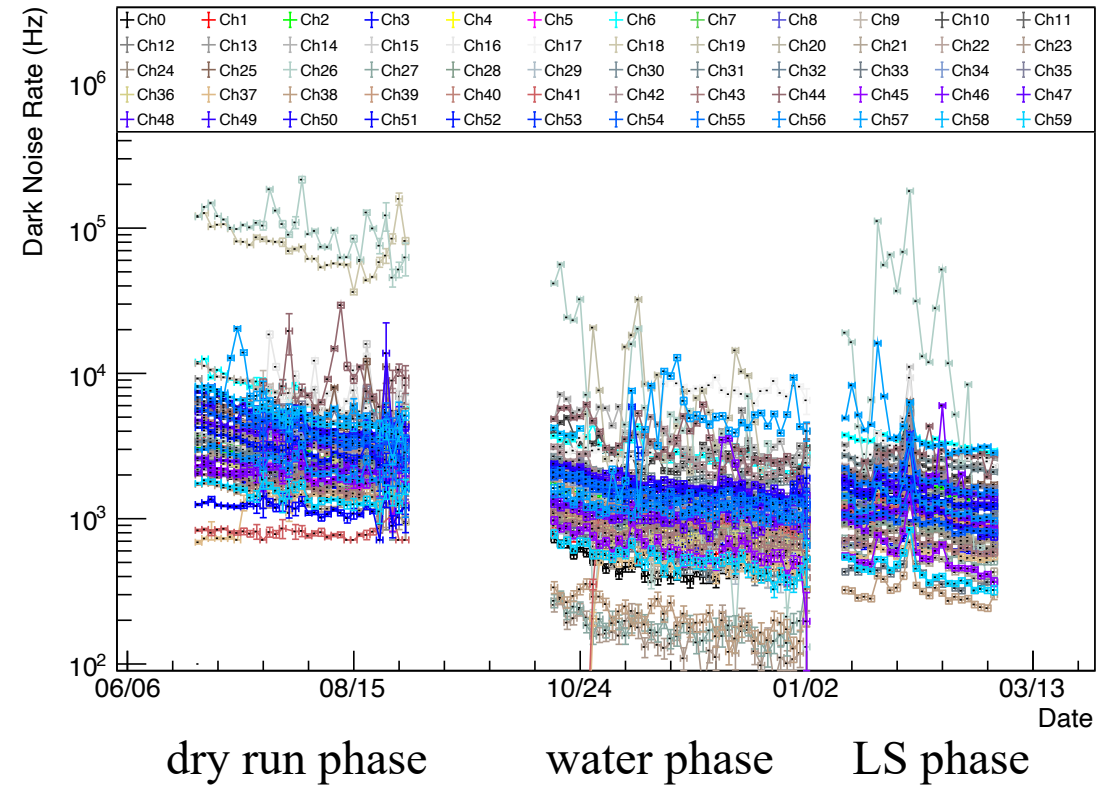 Dark Noise Rate (Hz)
Ch0 Ch1 Ch2 Ch3 Ch4 Ch5 Ch6 Ch7 Ch8 Ch9 Ch10 Ch11
Ch12 Ch13 Ch14 Ch15 Ch16 Ch17 Ch18 Ch19 Ch20 Ch21 Ch22 Ch23
Ch24 Ch25 Ch26 Ch27 Ch28 Ch29 Ch30 Ch31 Ch32 Ch33 Ch34 Ch35
Ch36 Ch37 Ch38 Ch39 Ch40 Ch41 Ch42 Ch43 Ch44 Ch45 Ch46 Ch47
Ch48 Ch49 Ch50 Ch51 Ch52 Ch53 Ch54 Ch55 Ch56 Ch57 Ch58 Ch59
10⁶
10⁵
10⁴
10³
10²
06/06 08/15 10/24 01/02 03/13
Date
dry run phase water phase LS phase